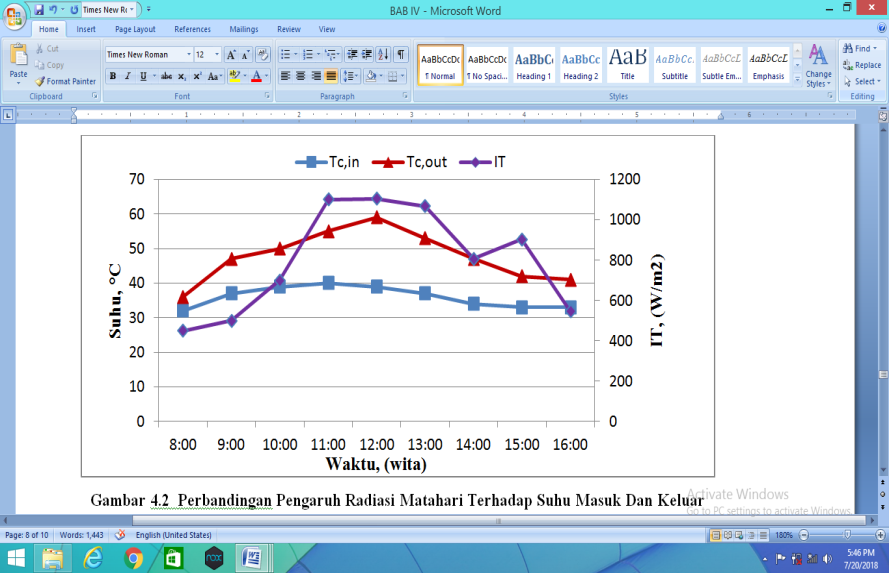 Times New Ro
BAB IV - Microsoft Word
Home Insert Page Layout References Mailings Review View
Paste
Cut
Copy
Format Painter
Clipboard
Times New Roman 12
Font
Paragraph
AaBbCcDc AaBbCcDc AaBbC AaBbCc AaB AaBbCc. AaBbCcL AaBbCcL
¶ Normal ¶ No Spaci... Heading 1 Heading 2 Title Subtitle Subtle Em... Emphasis
Change Styles
Styles
Find
Replace
Select
Editing
Tc,in Tc,out IT
Suhu, °C
70
60
50
40
30
20
10
0
1200
1000
800
600
400
200
0
IT, (W/m2)
8:00 9:00 10:00 11:00 12:00 13:00 14:00 15:00 16:00
Waktu, (wita)
Gambar 4.2 Perbandingan Pengaruh Radiasi Matahari Terhadap Suhu Masuk Dan Keluar
Activate Windows
Go to PC settings to activate Windows.
Page: 8 of 10 Words: 1,443 English (United States) 180%
5:46 PM
7/20/2018